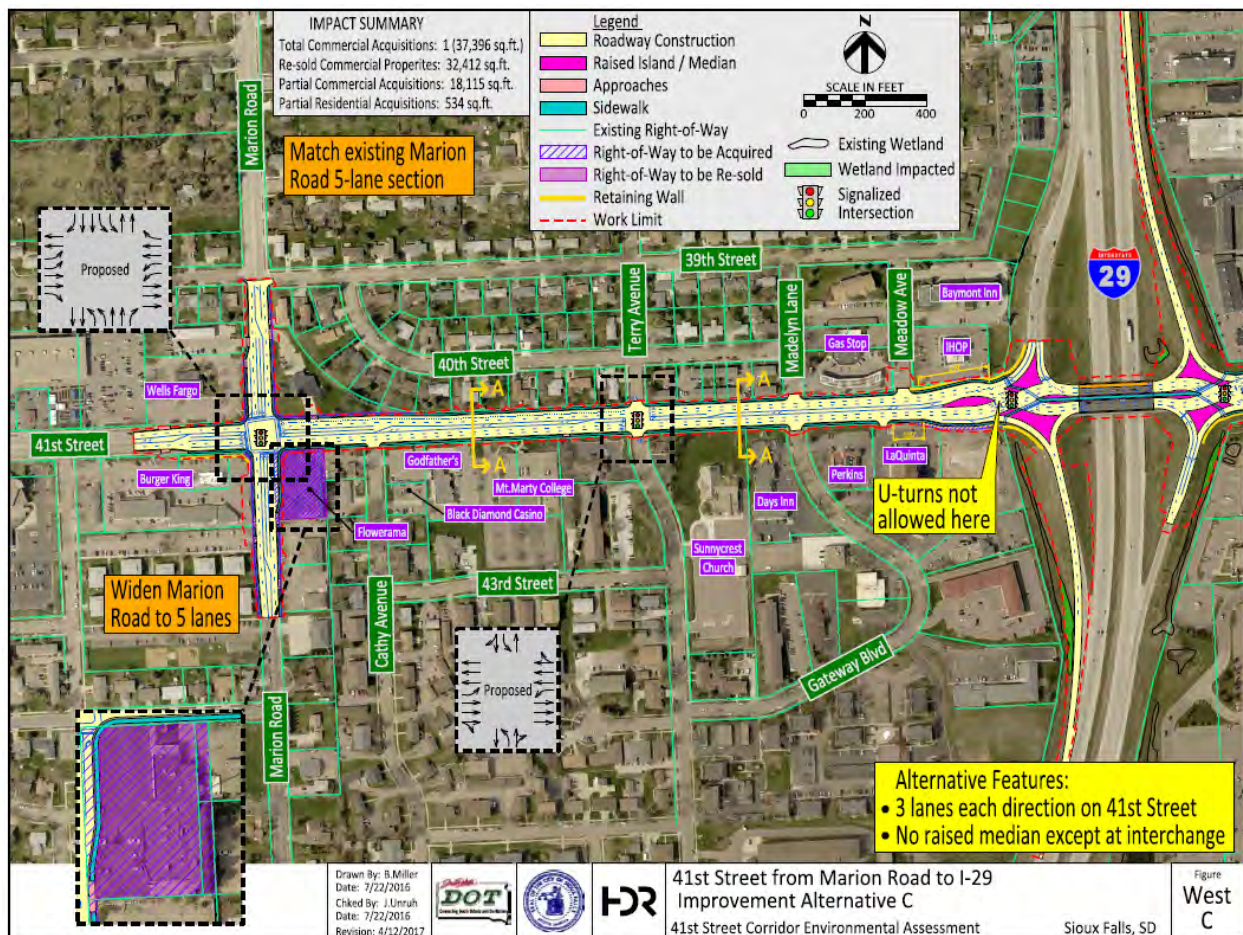 IMPACT SUMMARY
Total Commercial Acquisitions: 1 (37,396 sq.ft.)
Re-sold Commercial Properites: 32,412 sq.ft.
Partial Commercial Acquisitions: 18,115 sq.ft.
Partial Residential Acquisitions: 534 sq.ft.
Legend
Roadway Construction
Raised Island / Median
Approaches
Sidewalk
Existing Right-of-Way
Right-of-Way to be Acquired
Right-of-Way to be Re-sold
Retaining Wall
Work Limit
N
SCALE IN FEET
0 200 400
Existing Wetland
Wetland Impacted
Signalized
Intersection
Marion Road
Match existing Marion
Road 5-lane section
Proposed
39th Street
Terry Avenue
Madelyn Lane
Meadow Ave
Baymont Inn
INTERSTATE
29
40th Street
Gas Stop
IHOP
Wells Fargo
A
A
41st Street
A
A
Burger King
Godfather's
Mt.Marty College
Black Diamond Casino
Flowerama
Perkins
LaQuinta
Days Inn
U-turns not
allowed here
Sunnycrest
Church
Widen Marion
Road to 5 lanes
Cathy Avenue
43rd Street
Proposed
Gateway Blvd
Marion Road
Alternative Features:
• 3 lanes each direction on 41st Street
• No raised median except at interchange
Drawn By: B.Miller
Date: 7/22/2016
Chked By: J.Unruh
Date: 7/22/2016
Revision: 4/12/2017
DOT
HDR
41st Street from Marion Road to I-29
Improvement Alternative C
41st Street Corridor Environmental Assessment
Sioux Falls, SD
Figure
West
C